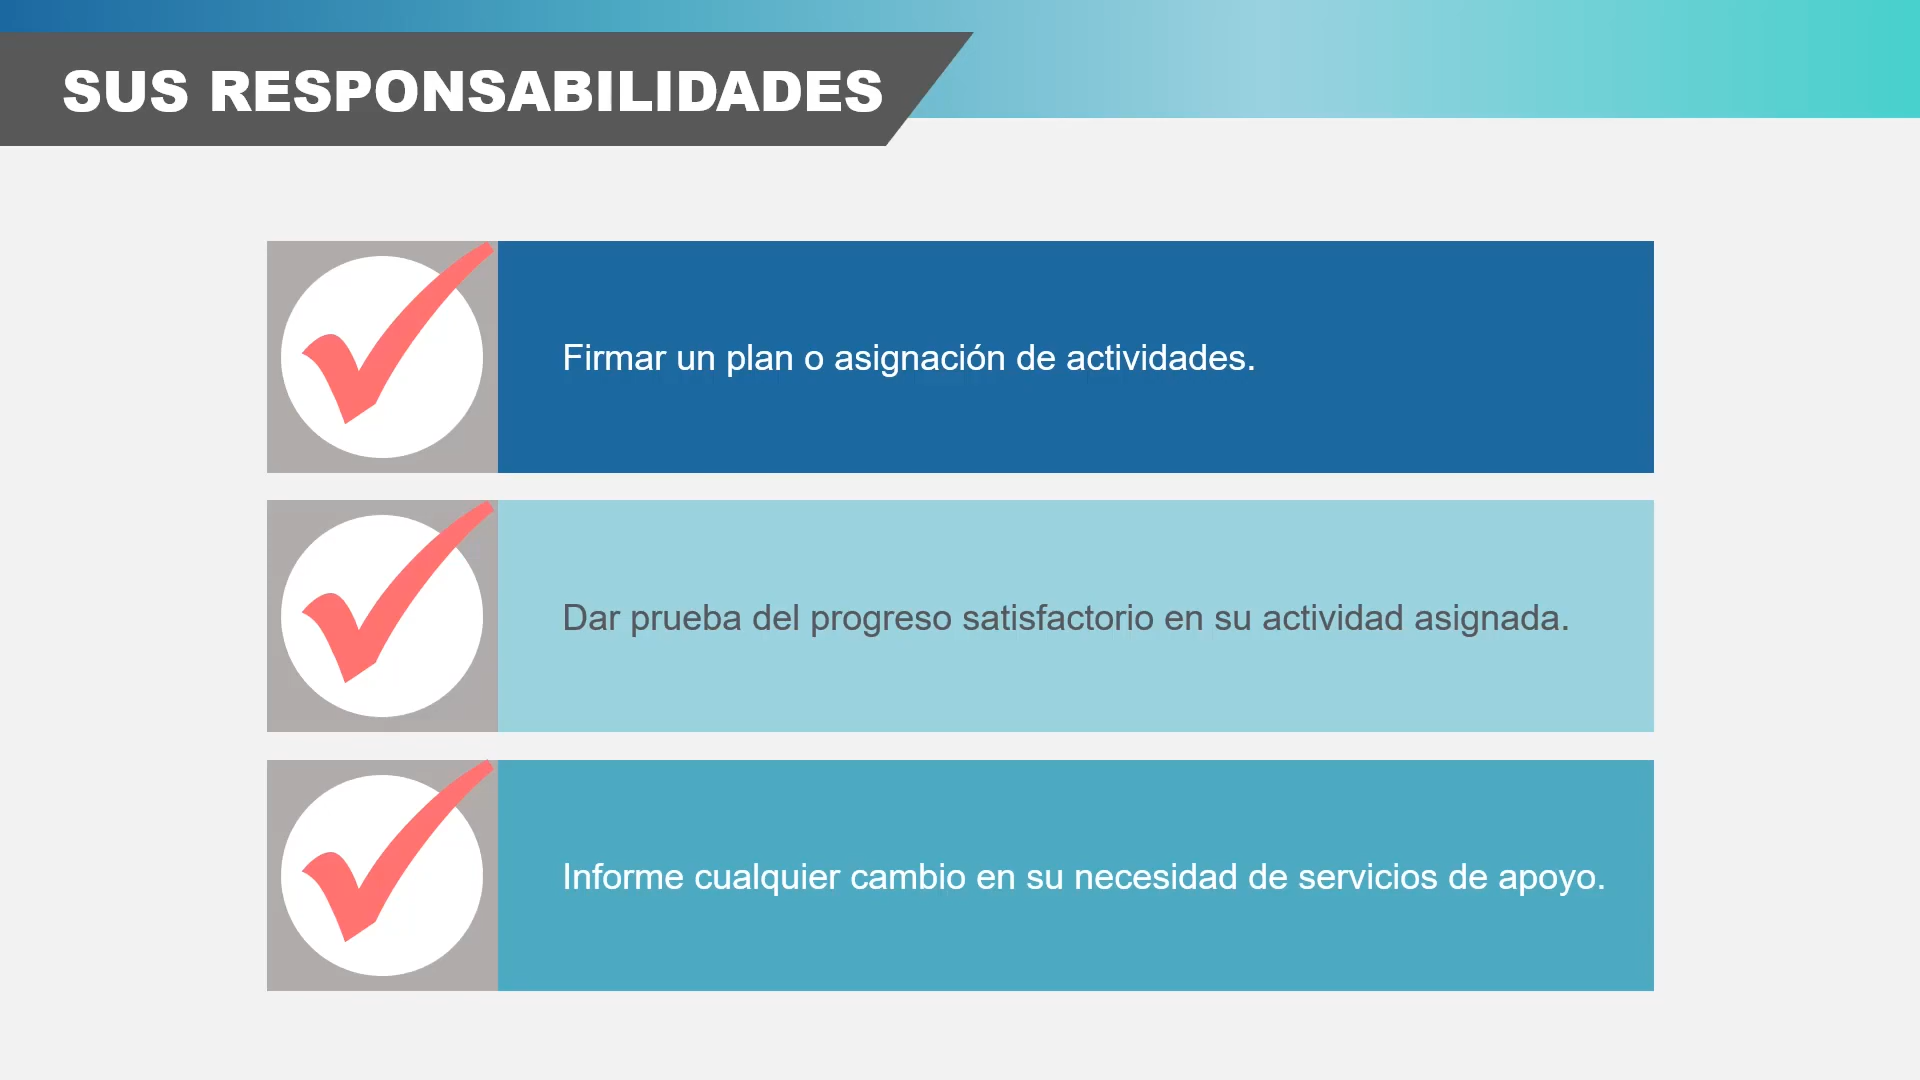 SUS RESPONSABILIDADES
Firmar un plan o asignación de actividades.
Dar prueba del progreso satisfactorio en su actividad asignada.
Informe cualquier cambio en su necesidad de servicios de apoyo.